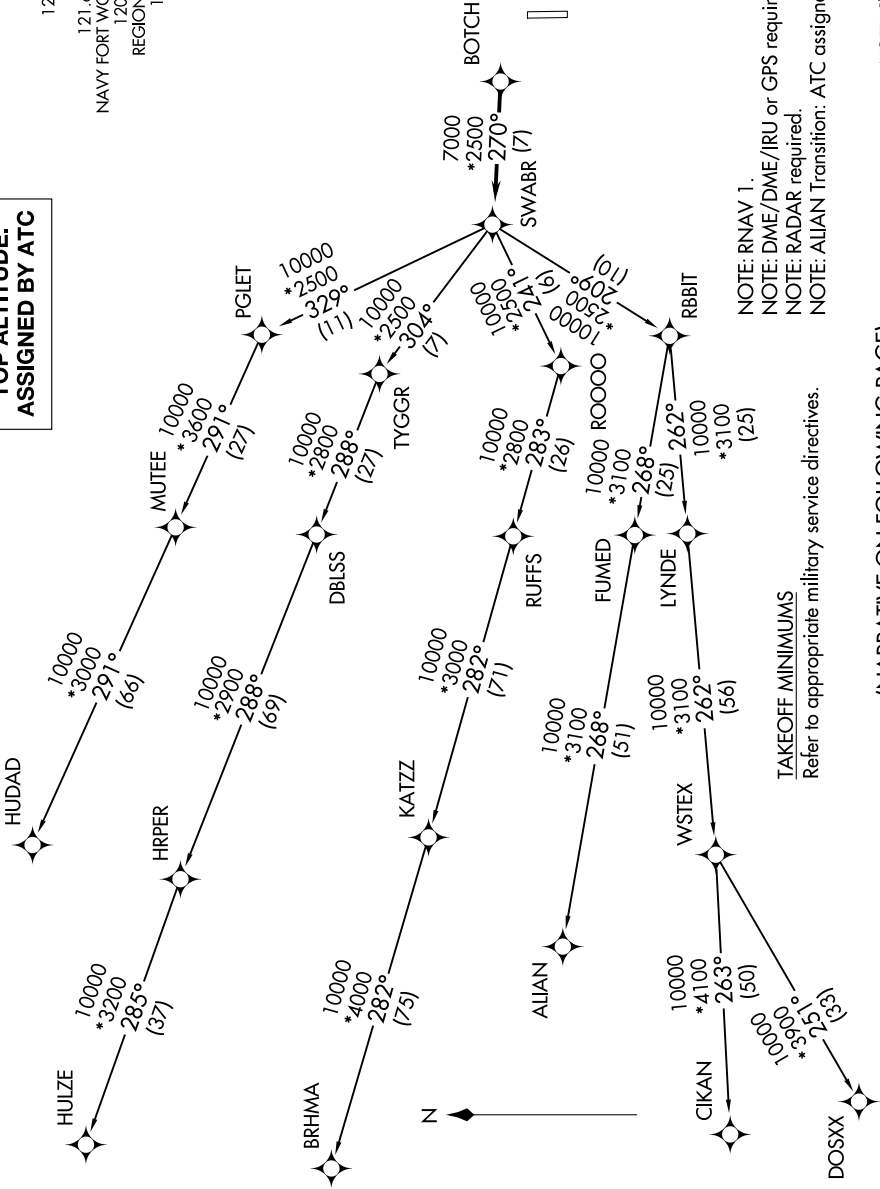 TOP ALTITUDE:
ASSIGNED BY ATC
NAVY FORT WO
REGION
BOTCH
7000
*2500
270°
(7)
SWABR
PGLET
10000
*2500
329°
(11)
10000
*2500
304°
(7)
TYGGR
10000
*2500
241°
(6)
ROOOO
10000
*2500
209°
(10)
RBBIT
MUTEE
10000
*3600
291°
(27)
10000
*2800
288°
(27)
DBLSS
10000
*2800
283°
(26)
RUFFS
10000
*3100
268°
(25)
FUMED
262°
10000
*3100
(25)
LYNDE
HUDAD
10000
*3000
291°
(66)
HRPER
10000
*2900
288°
(69)
KATZZ
10000
*3000
282°
(71)
10000
*3100
268°
(51)
ALIAN
WSTEX
10000
*3100
262°
(56)
HULZE
10000
*3200
285°
(37)
BRHMA
10000
*4000
282°
(75)
N
CIKAN
10000
*4100
263°
(50)
10000
*3900
251°
(33)
DOSXX
NOTE: RNAV 1.
NOTE: DME/DME/IRU or GPS requir
NOTE: RADAR required.
NOTE: ALIAN Transition: ATC assigne
TAKEOFF MINIMUMS
Refer to appropriate military service directives.
(NARRATIVE ON FOLLOWING PAGE)